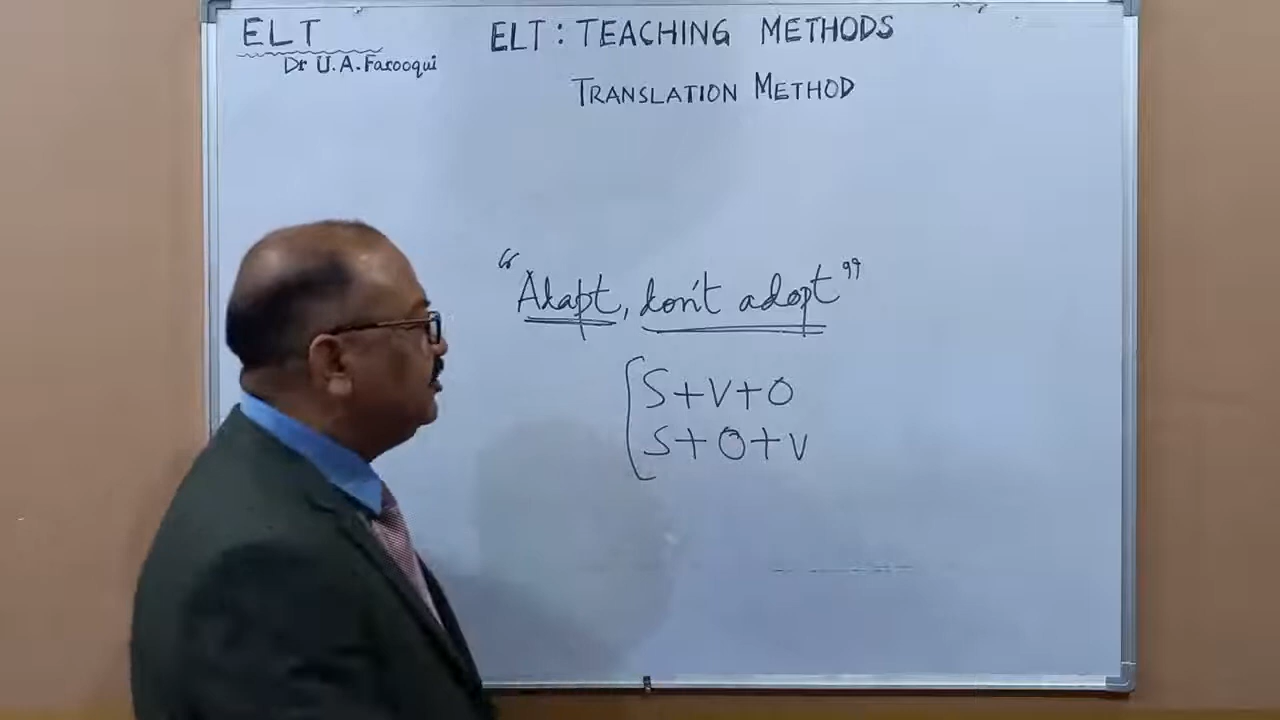 ELT
Dr U.A. Farooqui
ELT: TEACHING METHODS
TRANSLATION METHOD
"Adapt, don't adopt"
S+V+O
S+O+V